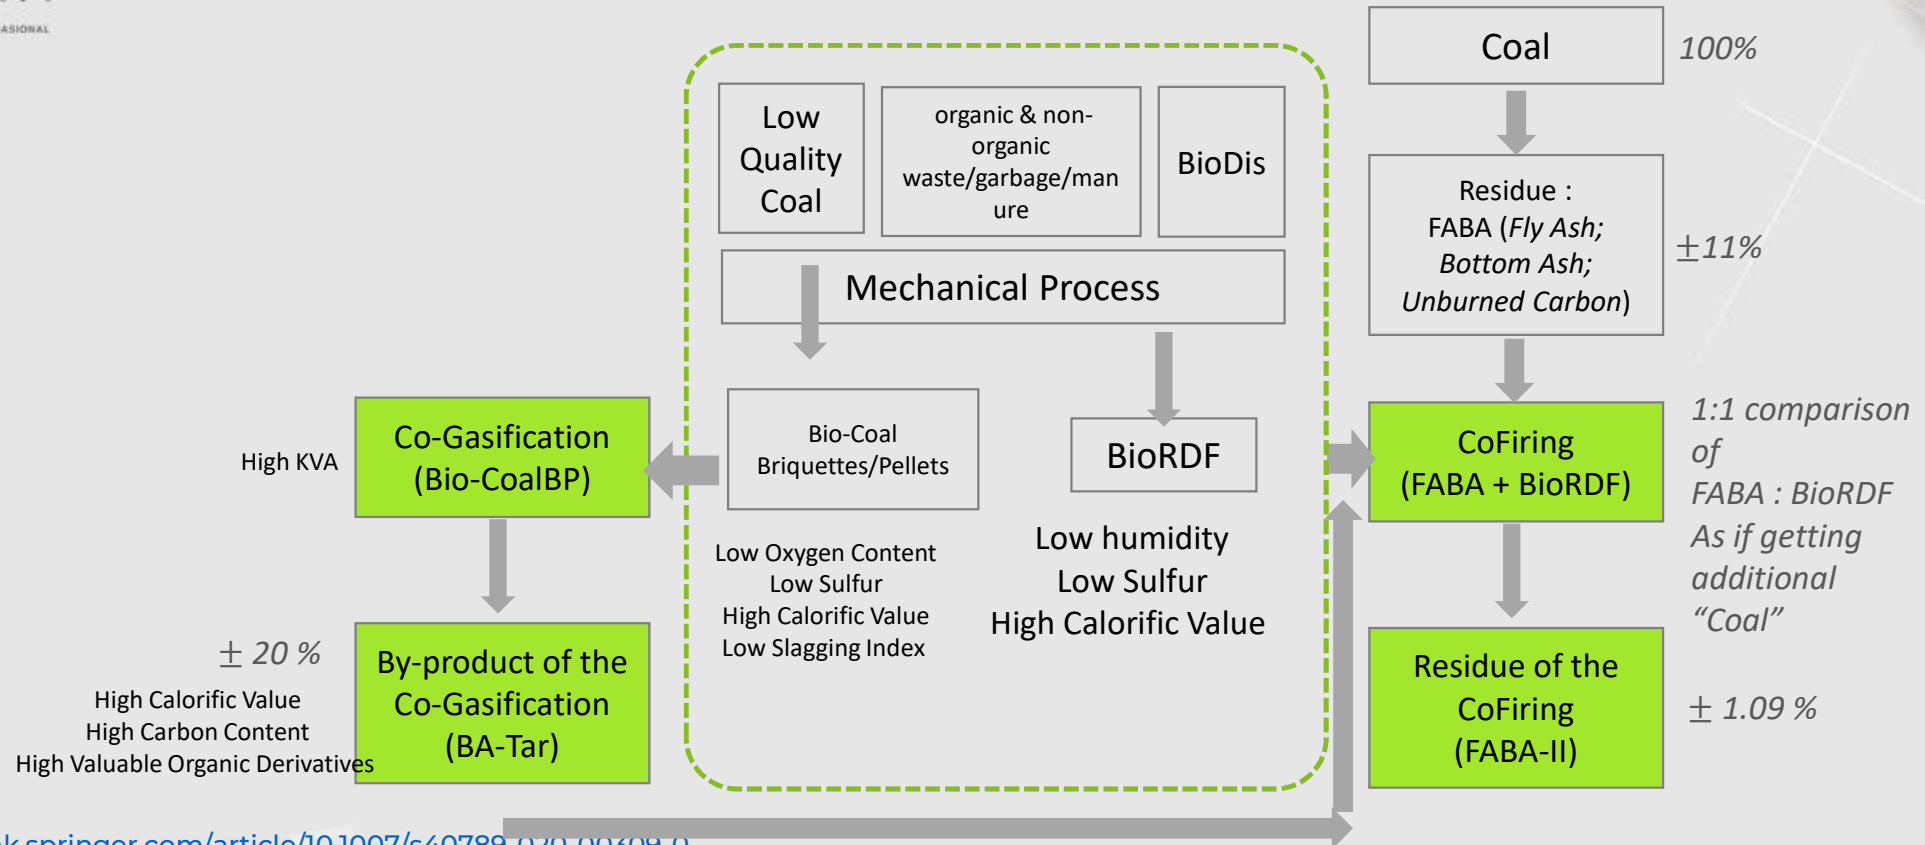 ASIONAL
Coal
100%
Low
Quality
Coal
organic & non-
organic
waste/garbage/man
ure
BioDis
Residue :
FABA (Fly Ash;
Bottom Ash;
Unburned Carbon)
±11%
Mechanical Process
Co-Gasification
(Bio-CoalBP)
High KVA
Bio-Coal
Briquettes/Pellets
BioRDF
CoFiring
(FABA + BioRDF)
1:1 comparison
of
FABA : BioRDF
As if getting
additional
“Coal”
Low Oxygen Content
Low Sulfur
High Calorific Value
Low Slagging Index
Low humidity
Low Sulfur
High Calorific Value
± 20 %
High Calorific Value
High Carbon Content
High Valuable Organic Derivatives
By-product of the
Co-Gasification
(BA-Tar)
Residue of the
CoFiring
(FABA-II)
± 1.09 %
k.springer.com/article/10.1007/s40789-020-00309-0